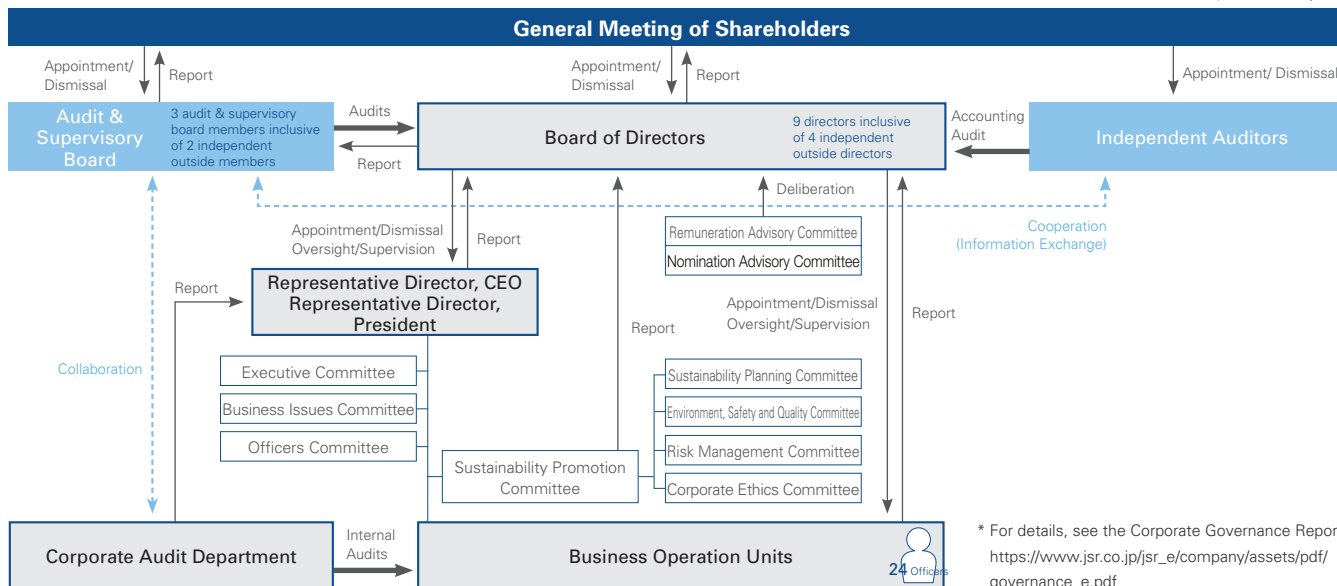 General Meeting of Shareholders
Appointment/
Dismissal
Report
Appointment/
Dismissal
Report
Appointment/ Dismissal
Audit &
Supervisory
Board
3 audit & supervisory
board members inclusive
of 2 independent
outside members
Audits
Report
Board of Directors
9 directors inclusive
of 4 independent
outside directors
Accounting
Audit
Independent Auditors
Deliberation
Appointment/Dismissal
Oversight/Supervision
Report
Remuneration Advisory Committee
Nomination Advisory Committee
Cooperation
(Information Exchange)
Report
Representative Director, CEO
Representative Director,
President
Report
Appointment/Dismissal
Oversight/Supervision
Report
Collaboration
Executive Committee
Business Issues Committee
Officers Committee
Sustainability Promotion
Committee
Sustainability Planning Committee
Environment, Safety and Quality Committee
Risk Management Committee
Corporate Ethics Committee
Corporate Audit Department
Internal
Audits
Business Operation Units
24 Officers
* For details, see the Corporate Governance Repor
https://www.jsr.co.jp/jsr_e/company/assets/pdf/
governance_e.pdf